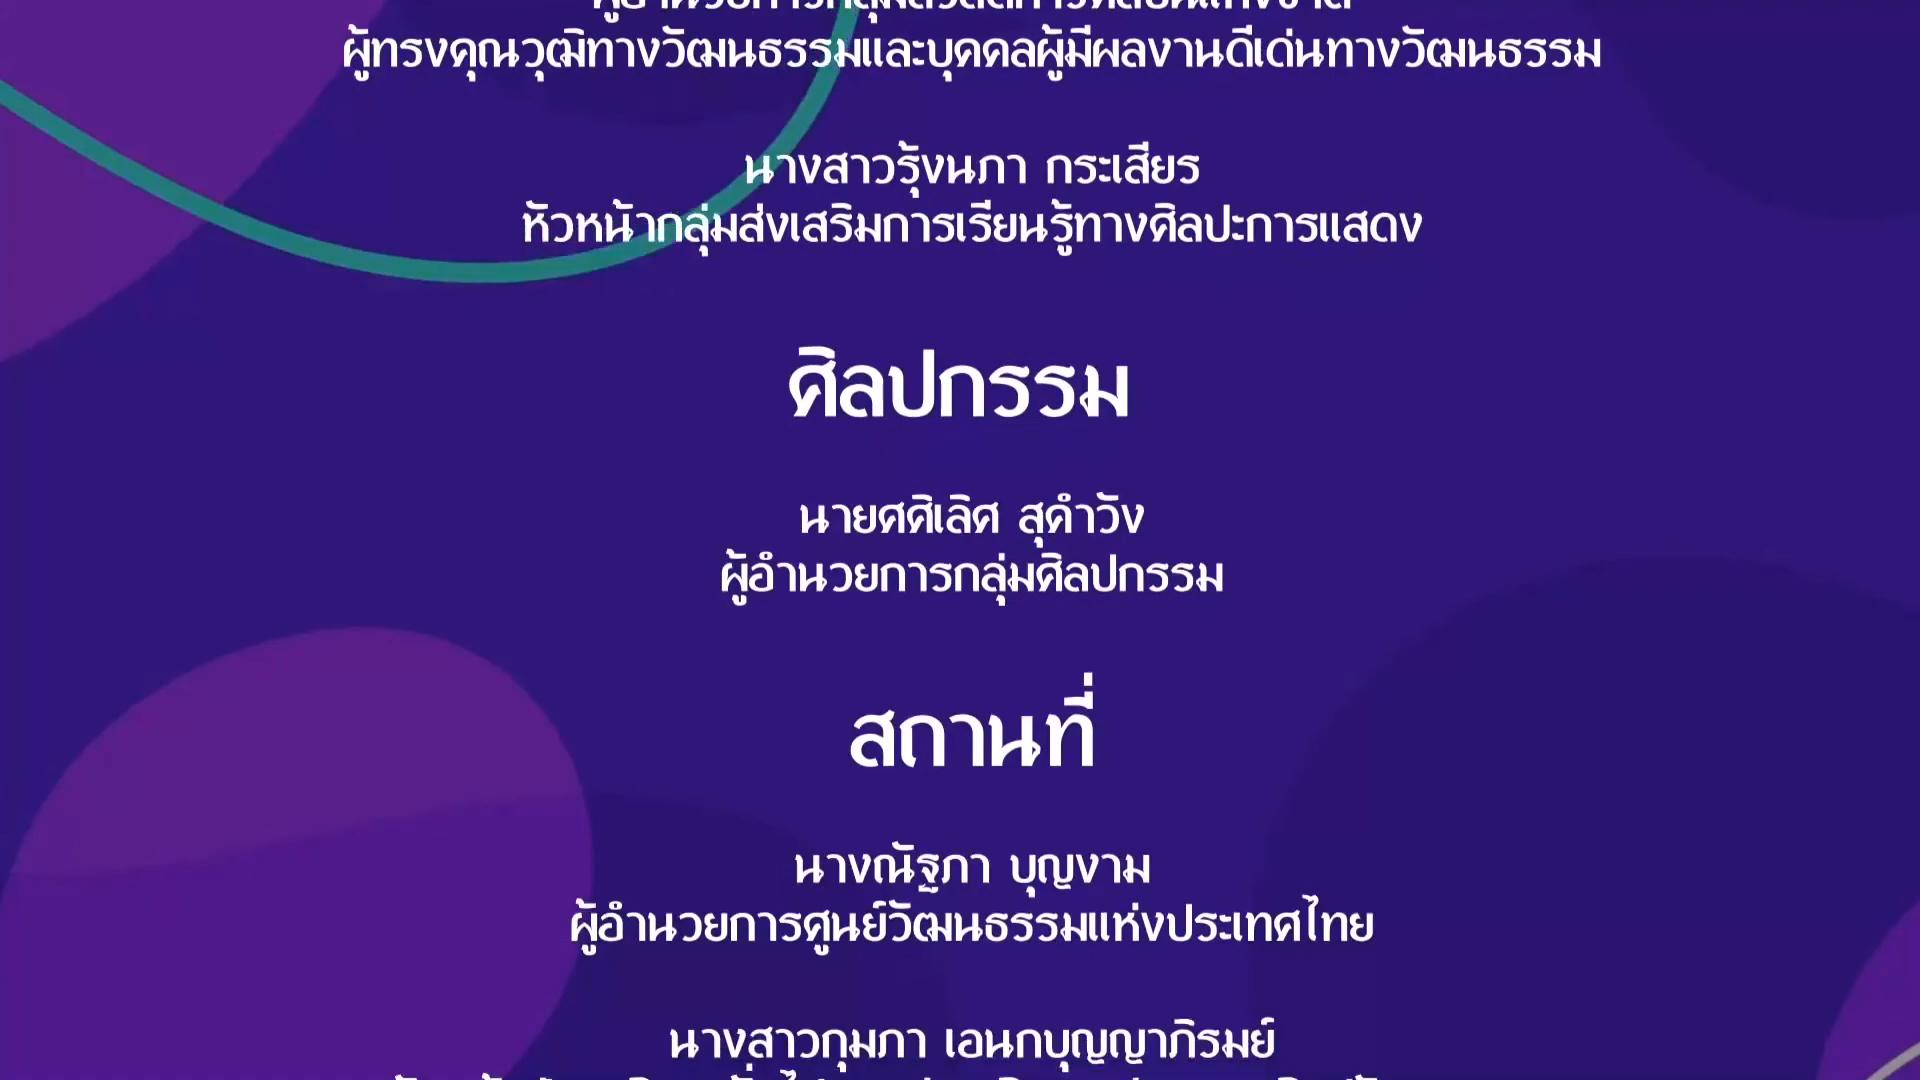 ผู้ทรงคุณวุฒิทางวัฒนธรรมและบุคคลผู้มีผลงานดีเด่นทางวัฒนธรรม
นางสาวรุ้งนภา กระเสียร
หัวหน้ากลุ่มส่งเสริมการเรียนรู้ทางศิลปะการแสดง
ศิลปกรรม
นายศศิเลิศ สุคำวัง
ผู้อำนวยการกลุ่มศิลปกรรม
สถานที่
นางณัฐภา บุญงาม
ผู้อำนวยการศูนย์วัฒนธรรมแห่งประเทศไทย
นางสาวกุมภา เอนกบุญญาภิรมย์